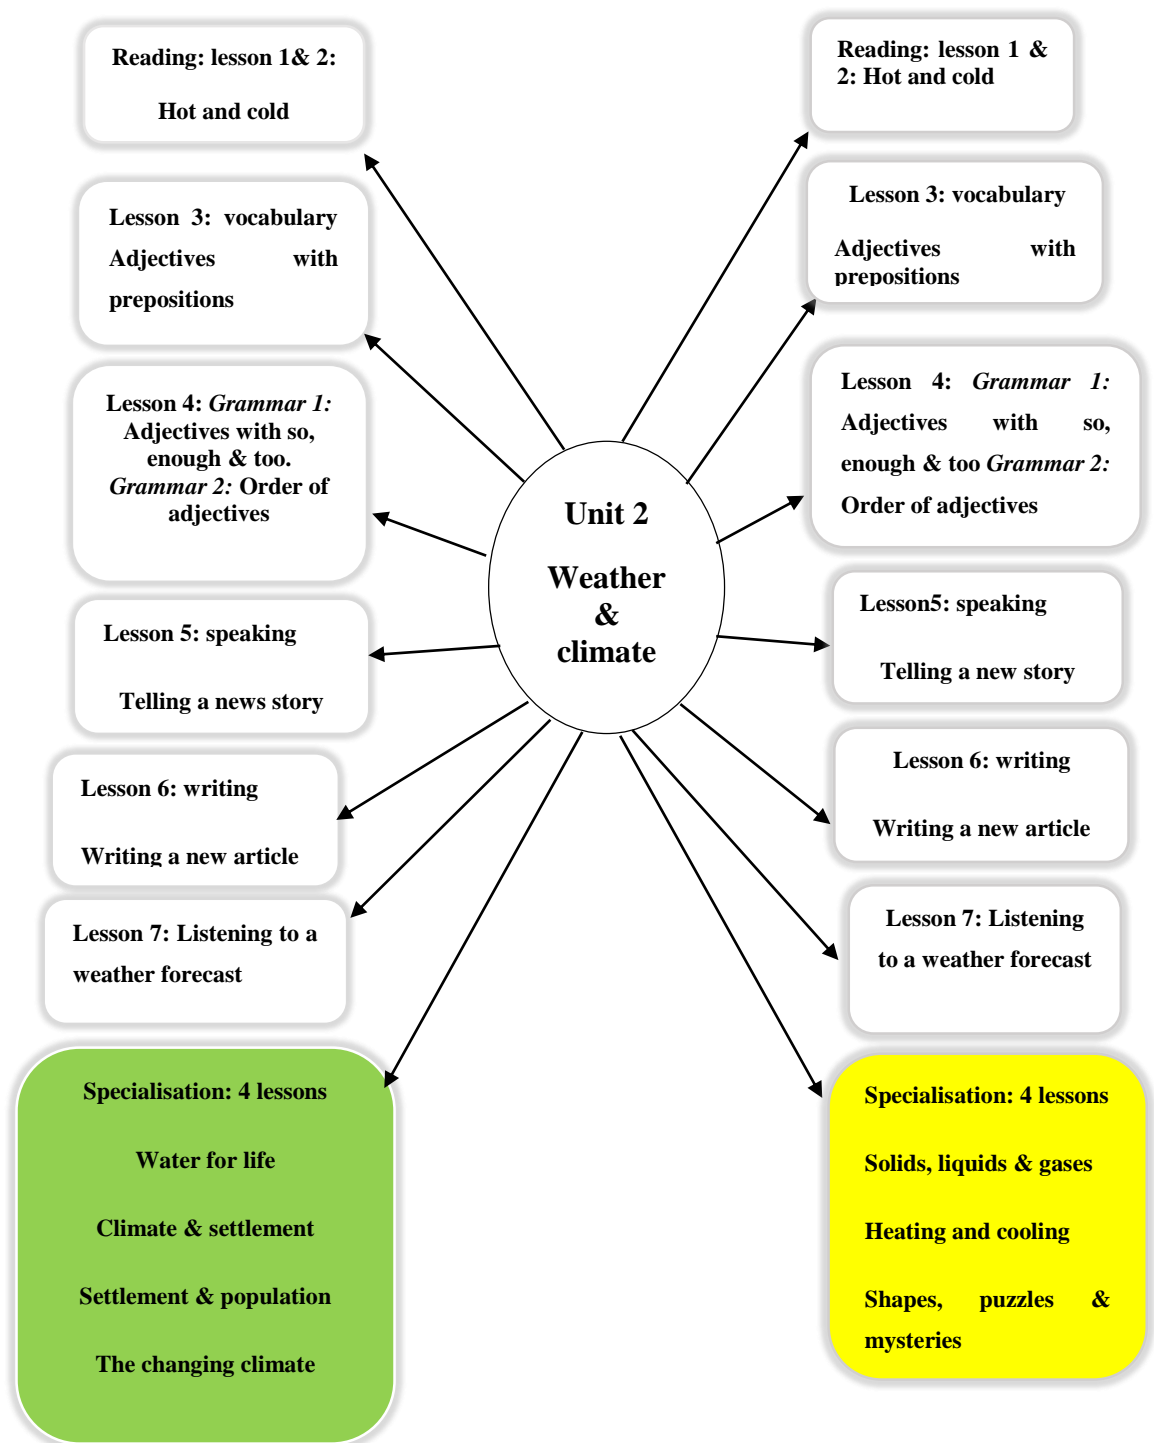 Reading: lesson 1& 2:
Hot and cold
Lesson 3: vocabulary
Adjectives with
prepositions
Lesson 4: Grammar 1:
Adjectives with so,
enough & too.
Grammar 2: Order of
adjectives
Lesson 5: speaking
Telling a news story
Lesson 6: writing
Writing a new article
Lesson 7: Listening to a
weather forecast
Specialisation: 4 lessons
Water for life
Climate & settlement
Settlement & population
The changing climate
Unit 2
Weather
&
climate
Reading: lesson 1 &
2: Hot and cold
Lesson 3: vocabulary
Adjectives with
prepositions
Lesson 4: Grammar 1:
Adjectives with so,
enough & too Grammar 2:
Order of adjectives
Lesson5: speaking
Telling a new story
Lesson 6: writing
Writing a new article
Lesson 7: Listening
to a weather forecast
Specialisation: 4 lessons
Solids, liquids & gases
Heating and cooling
Shapes, puzzles &
mysteries